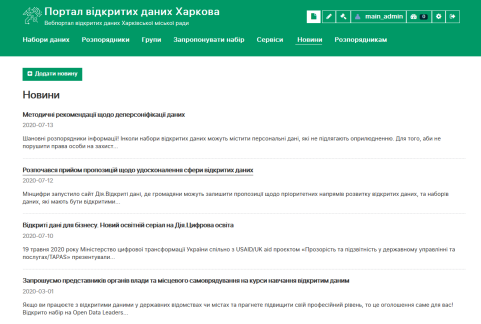 Портал відкритих даних Харкова
Вебпортал відкритих даних Харківської міської ради
main_admin 0
Набори даних Розпорядники Групи Запропонувати набір Сервіси Новини Розпорядникам
Додати новину
Новини
Методичні рекомендації щодо деперсоніфікації даних
2020-07-13
Шановні розпорядники інформації! Інколи набори відкритих даних можуть містити персональні дані, які не підлягають оприлюдненню. Для того, аби не
порушити права особи на захист...
Розпочався прийом пропозицій щодо удосконалення сфери відкритих даних
2020-07-12
Мінцифри запустило сайт Дія.Відкриті дані, де громадяни можуть залишити пропозиції щодо пріоритетних напрямів розвитку відкритих даних, та наборів
даних, які мають бути відкритими...
Відкриті дані для бізнесу. Новий освітній серіал на Дія.Цифрова освіта
2020-07-10
19 травня 2020 року Міністерство цифрової трансформації України спільно з USAID/UK aid проєктом «Прозорість та підзвітність у державному управлінні та
послугах/TAPAS» презентували...
Запрошуємо представників органів влади та місцевого самоврядування на курси навчання відкритим даним
2020-03-01
Якщо ви працюєте з відкритими даними у державних відомствах чи містах та прагнете підвищити свій професійний рівень, то це оголошення саме для вас!
Відкрито набір на Open Data Leaders...